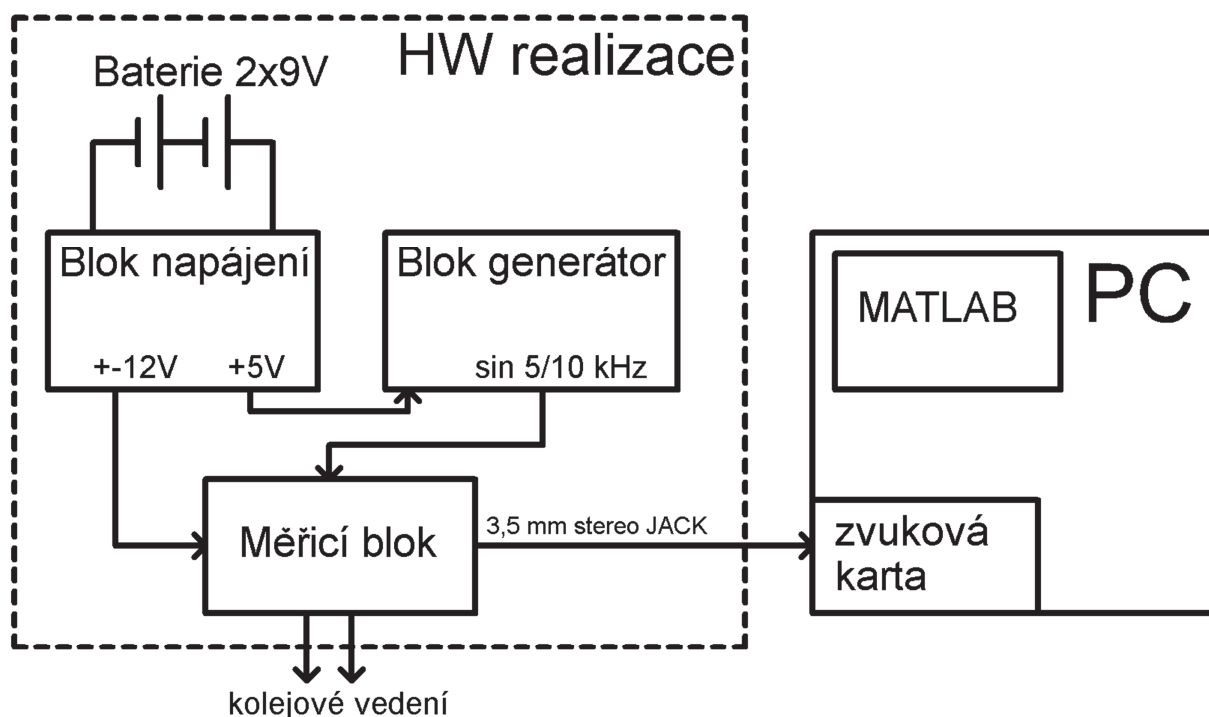 HW realizace
Baterie 2x9V
Blok napájení
+-12V
+5V
Blok generátor
sin 5/10 kHz
PC
MATLAB
Měřicí blok
3,5 mm stereo JACK
zvuková
karta
kolejové vedení